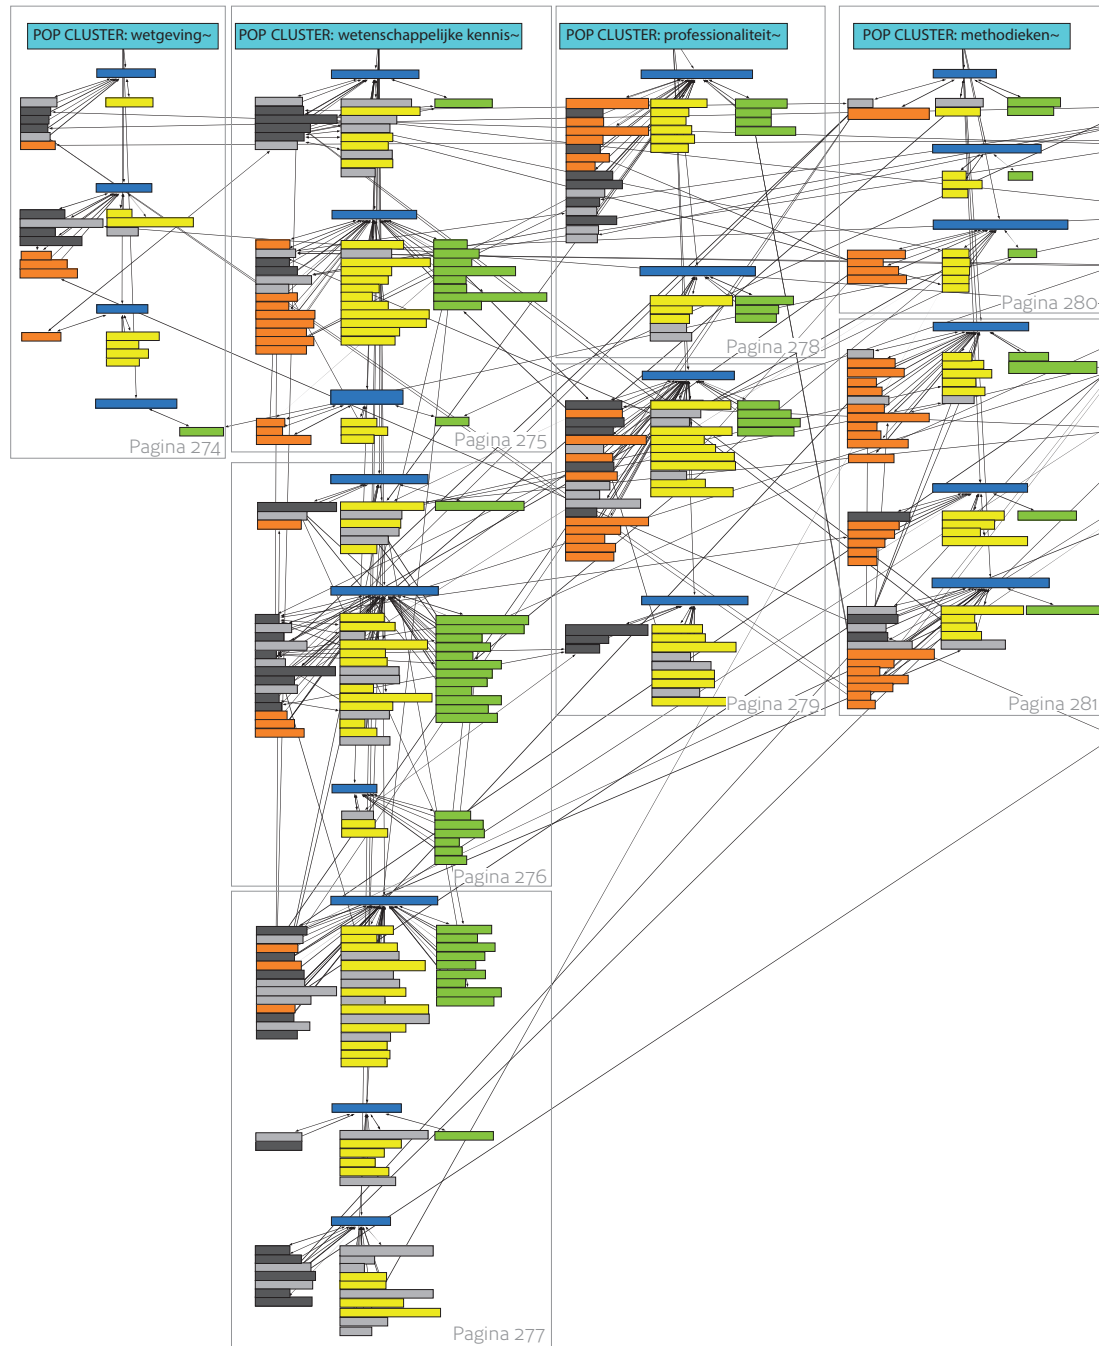 POP CLUSTER: wetgeving~
POP CLUSTER: wetenschappelijke kennis~
POP CLUSTER: professionaliteit~
POP CLUSTER: methodieken~
Pagina 280
Pagina 278
Pagina 274
Pagina 275
Pagina 279
Pagina 281
Pagina 276
Pagina 277